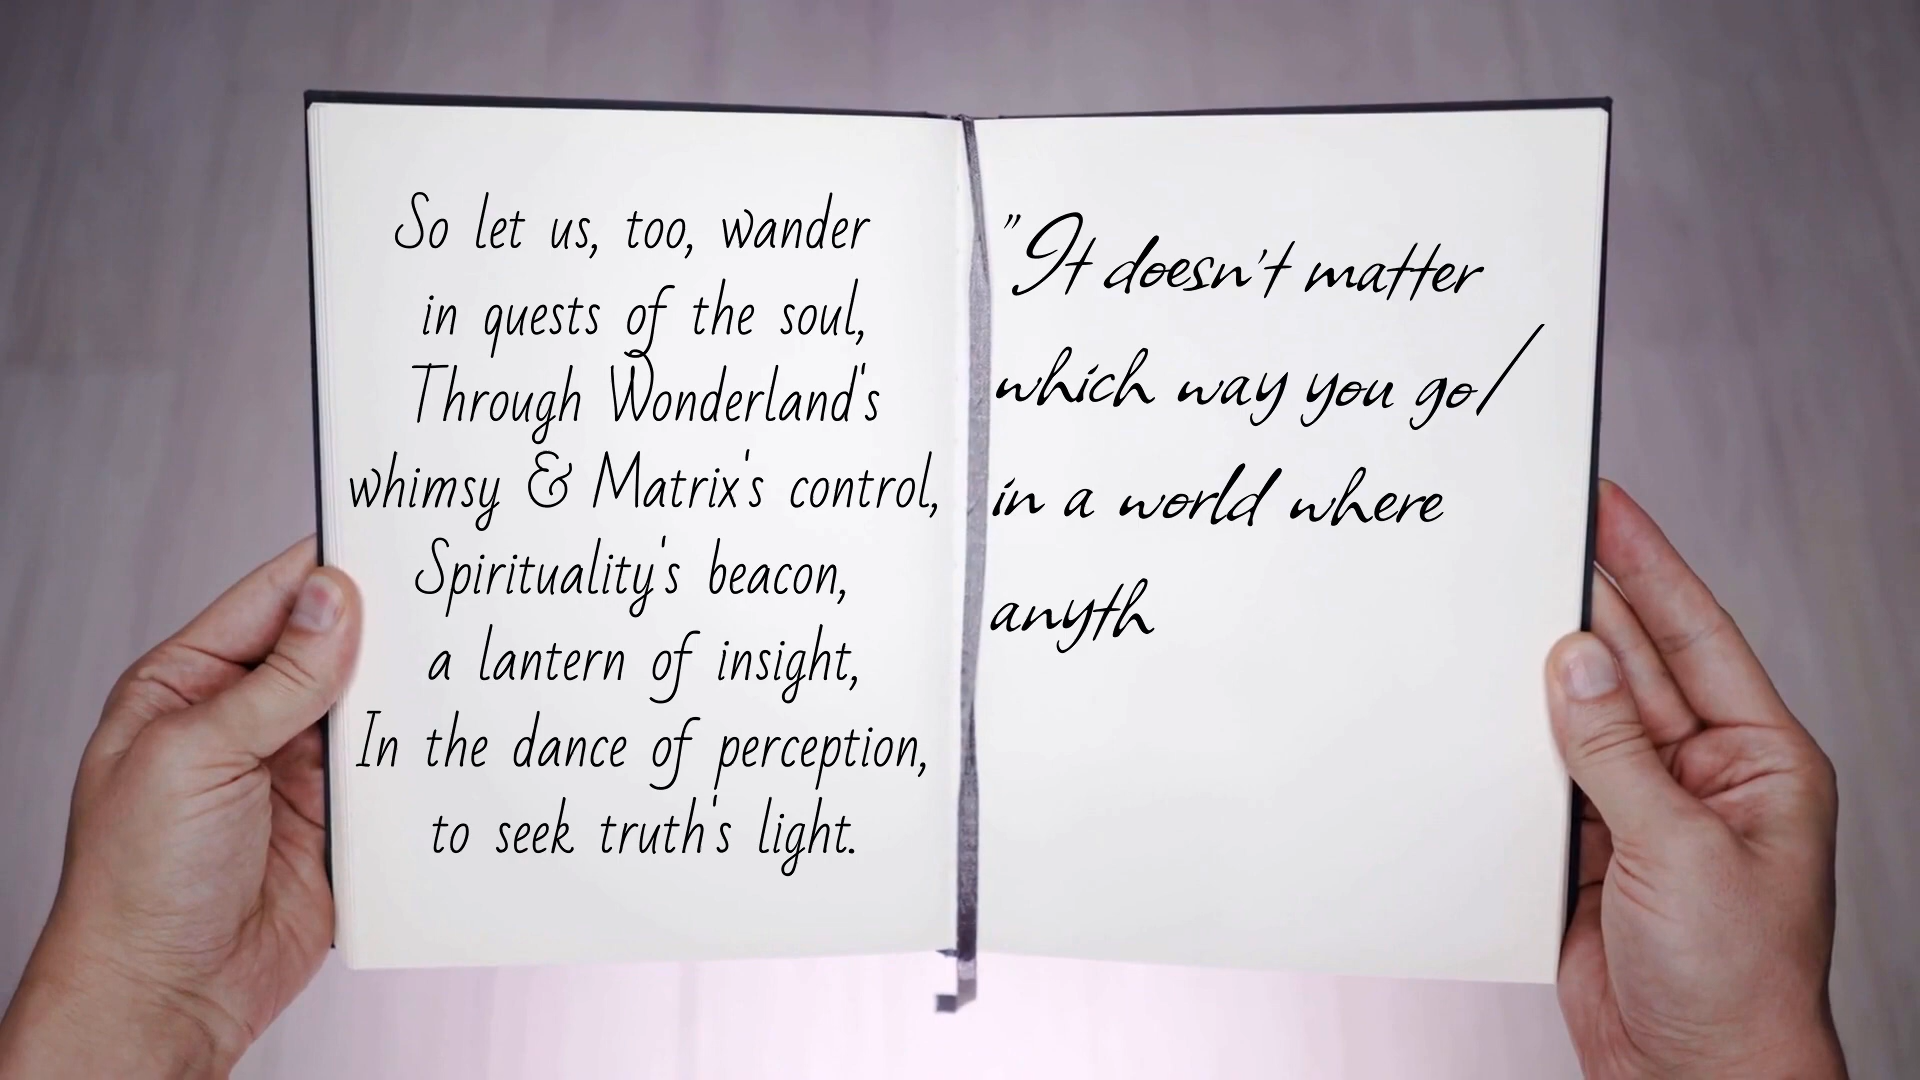 So let us, too, wander
in quests of the soul,
Through Wonderland's
whimsy & Matrix's control,
Spirituality's beacon,
a lantern of insight,
In the dance of perception,
to seek truth's light.
"It doesn't matter
which way you go/
in a world where
anyth